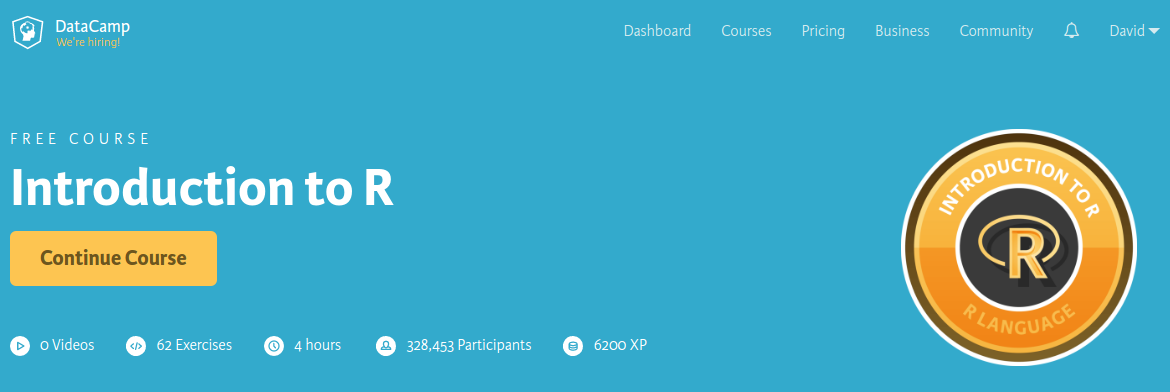 DataCamp
We're hiring!
Dashboard Courses Pricing Business Community David
FREE COURSE
Introduction to R
Continue Course
0 Videos 62 Exercises 4 hours 328,453 Participants 6200 XP
INTRODUCTION TO R
R
R LANGUAGE